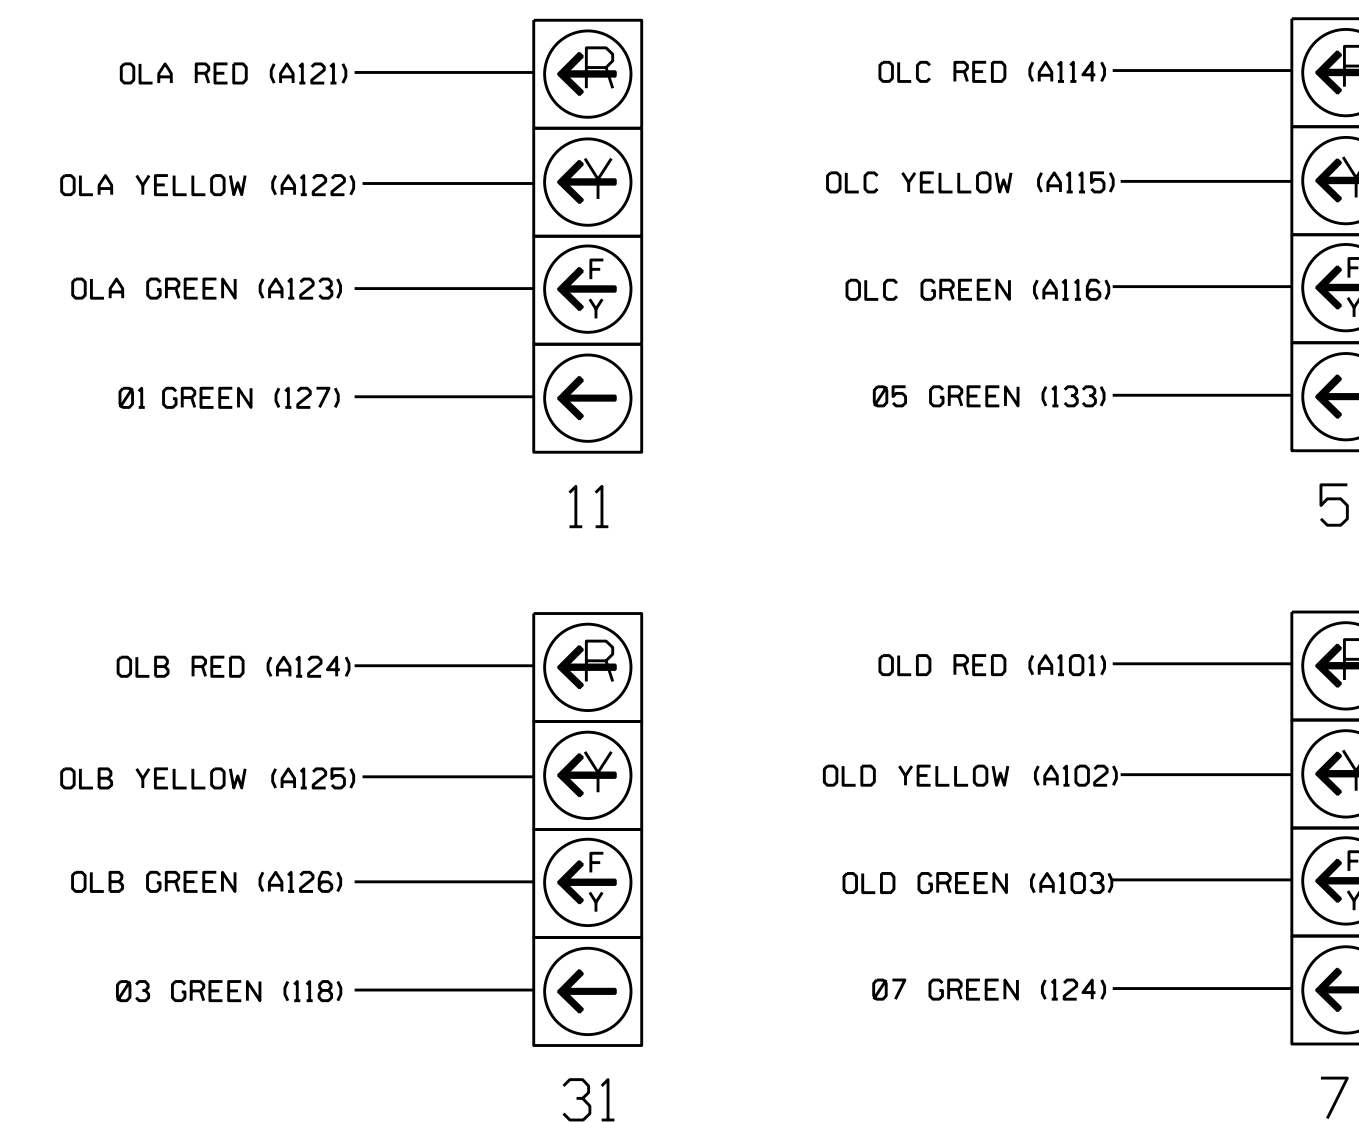 OLA RED (A121)
R
OLA YELLOW (A122)
Y
OLA GREEN (A123)
F
Y
Ø1 GREEN (127)
11
OLC RED (A114)
OLC YELLOW (A115)
OLC GREEN (A116)
F
Y
Ø5 GREEN (133)
5
OLB RED (A124)
R
OLB YELLOW (A125)
Y
OLB GREEN (A126)
F
Y
Ø3 GREEN (118)
31
OLD RED (A101)
OLD YELLOW (A102)
OLD GREEN (A103)
F
Y
Ø7 GREEN (124)
7